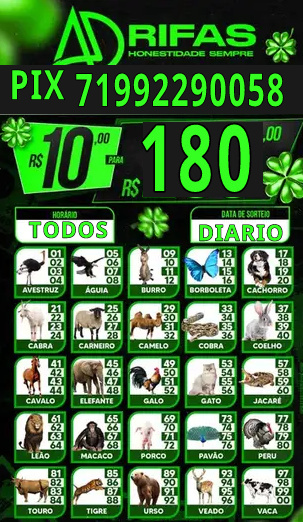 AD RIFAS
HONESTIDADE SEMPRE
PIX 71992290058
R$ 10,00 PARA R$ 180,00
HORÁRIO
TODOS
DATA DE SORTEIO
DIARIO
01 02 03 04
AVESTRUZ
05 06 07 08
ÁGUIA
09 10 11 12
BURRO
13 14 15 16
BORBOLETA
17 18 19 20
CACHORRO
21 22 23 24
CABRA
25 26 27 28
CARNEIRO
29 30 31 32
CAMELO
33 34 35 36
COBRA
37 38 39 40
COELHO
41 42 43 44
CAVALO
45 46 47 48
ELEFANTE
49 50 51 52
GALO
53 54 55 56
GATO
57 58 59 60
JACARÉ
61 62 63 64
LEÃO
65 66 67 68
MACACO
69 70 71 72
PORCO
73 74 75 76
PAVÃO
77 78 79 80
PERU
81 82 83 84
TOURO
85 86 87 88
TIGRE
89 90 91 92
URSO
93 94 95 96
VEADO
97 98 99 00
VACA